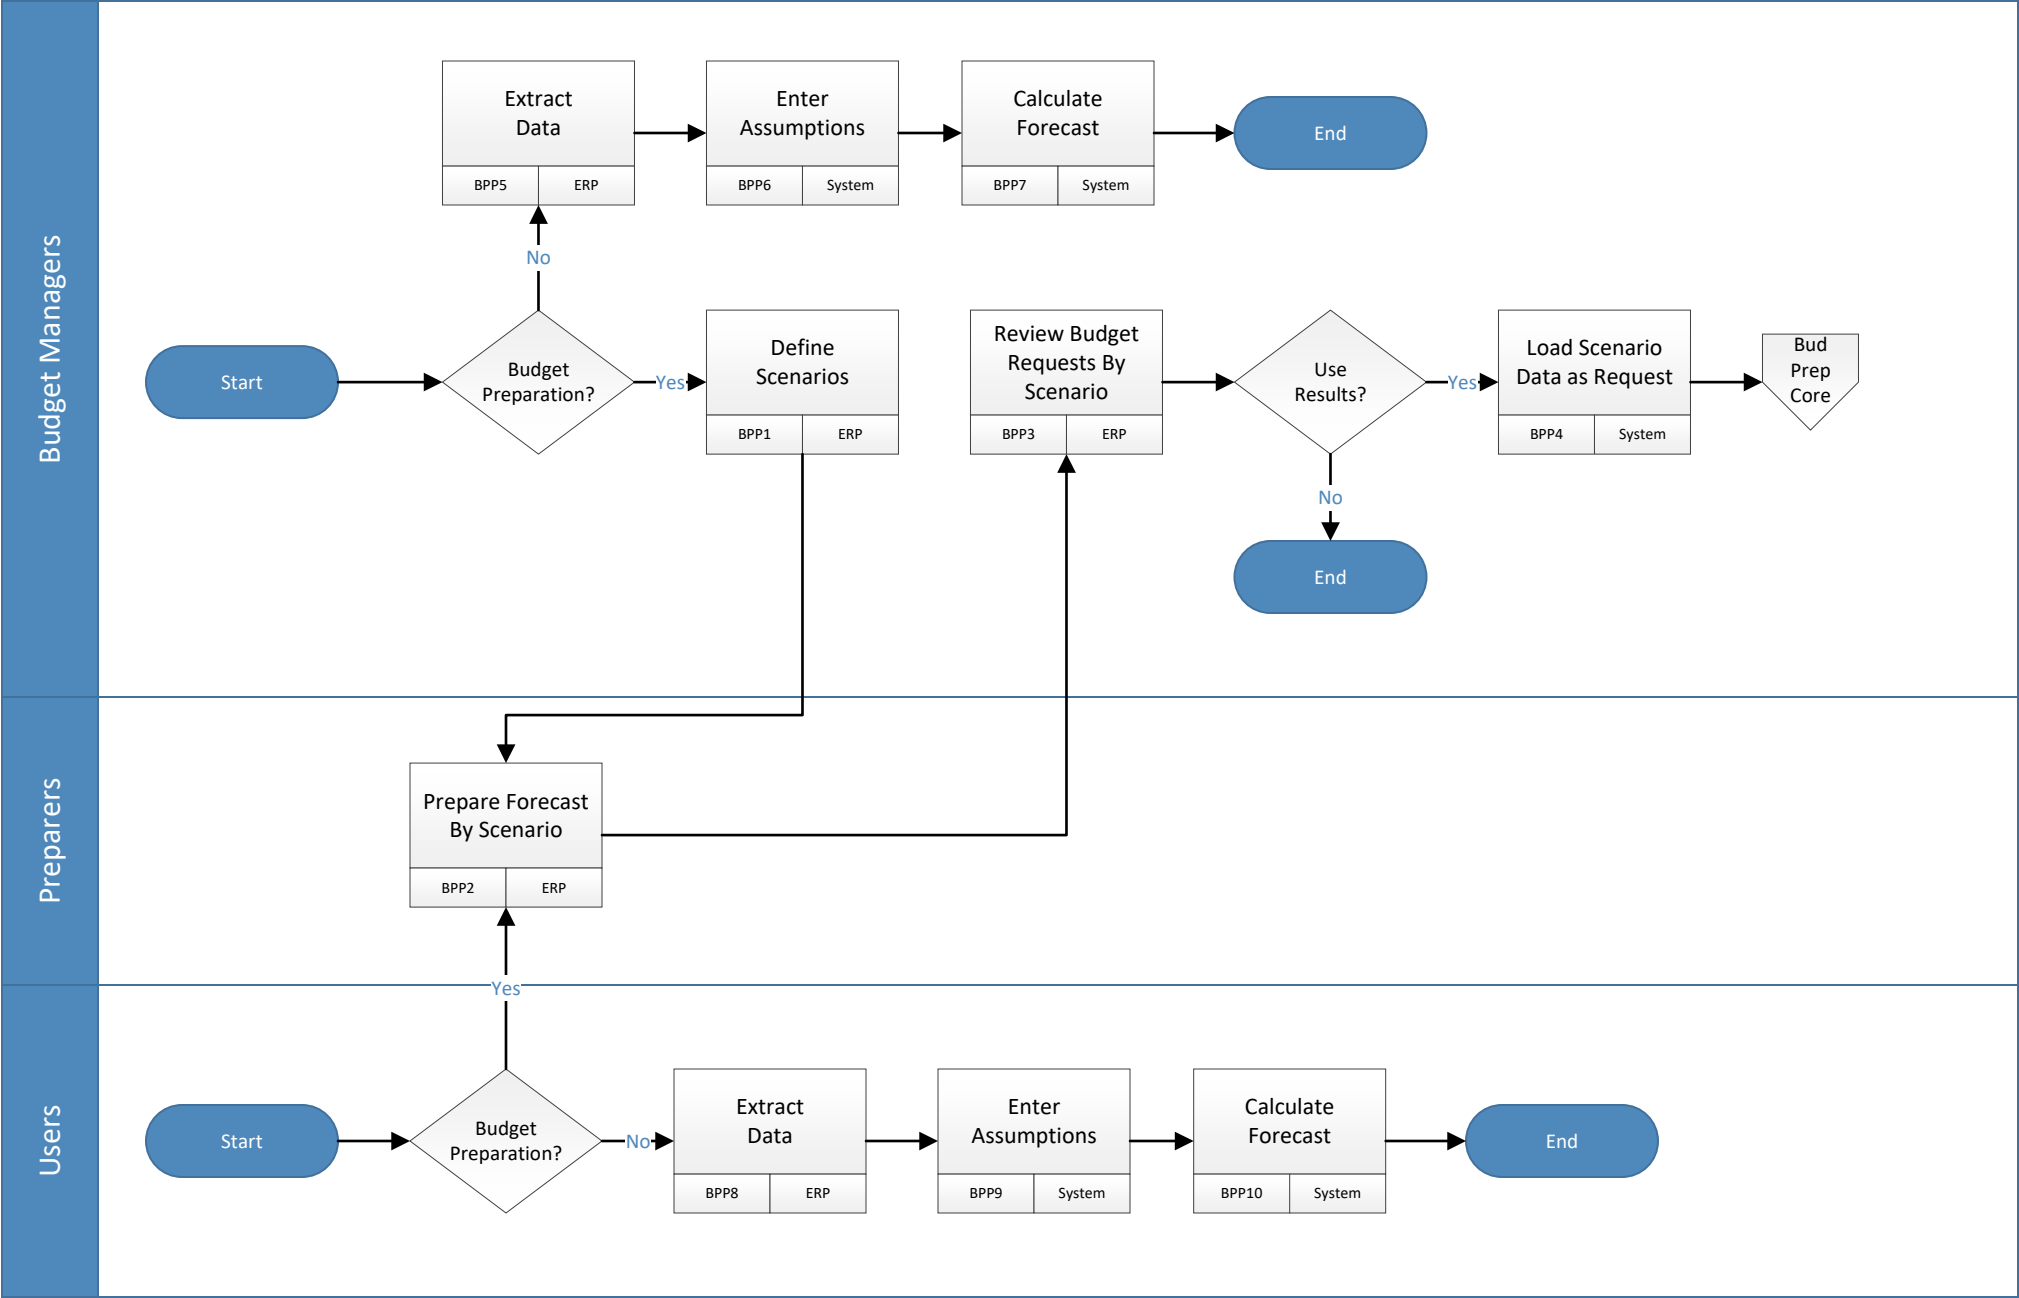 Budget Managers
Extract
Data
BPP5
ERP
Enter
Assumptions
BPP6
System
Calculate
Forecast
BPP7
System
End
No
Start
Budget
Preparation?
Yes
Define
Scenarios
BPP1
ERP
Review Budget
Requests By
Scenario
BPP3
ERP
Use
Results?
Yes
Load Scenario
Data as Request
BPP4
System
Bud
Prep
Core
No
End
Preparers
Prepare Forecast
By Scenario
BPP2
ERP
Yes
Users
Start
Budget
Preparation?
No
Extract
Data
BPP8
ERP
Enter
Assumptions
BPP9
System
Calculate
Forecast
BPP10
System
End